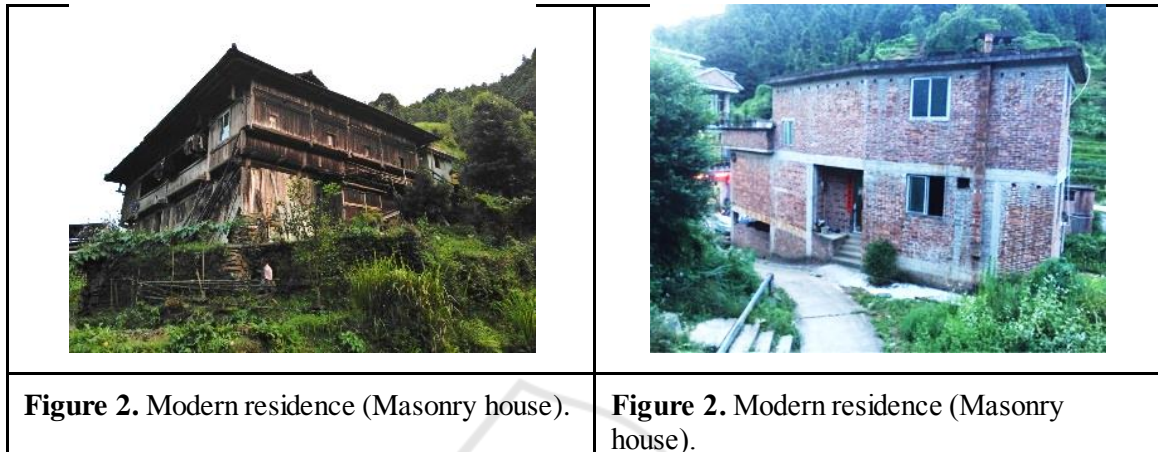 Figure 2. Modern residence (Masonry house).
Figure 2. Modern residence (Masonry
house).